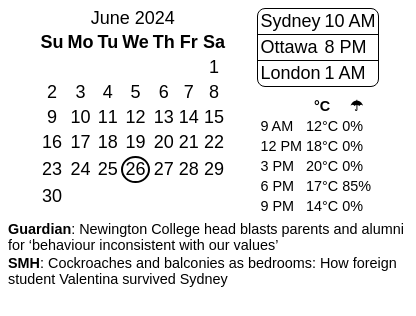 June 2024
Su Mo Tu We Th Fr Sa
1
2 3 4 5 6 7 8
9 10 11 12 13 14 15
16 17 18 19 20 21 22
23 24 25 26 27 28 29
30
Sydney 10 AM
Ottawa 8 PM
London 1 AM
°C ☂
9 AM 12°C 0%
12 PM 18°C 0%
3 PM 20°C 0%
6 PM 17°C 85%
9 PM 14°C 0%
Guardian: Newington College head blasts parents and alumni
for ‘behaviour inconsistent with our values’
SMH: Cockroaches and balconies as bedrooms: How foreign
student Valentina survived Sydney